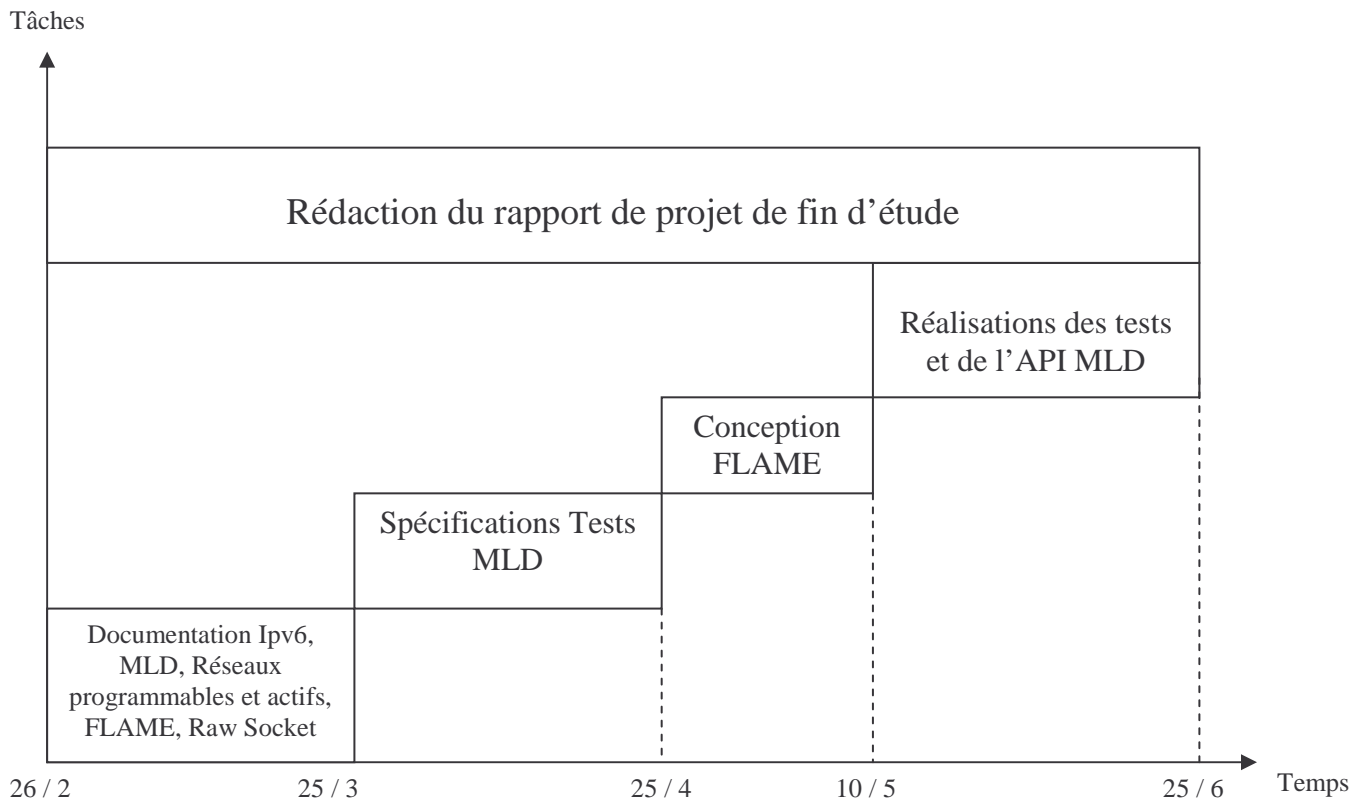 Tâches
Rédaction du rapport de projet de fin d’étude
Réalisations des tests
et de l’API MLD
Conception
FLAME
Spécifications Tests
MLD
Documentation Ipv6,
MLD, Réseaux
programmables et actifs,
FLAME, Raw Socket
26 / 2
25 / 3
25 / 4
10 / 5
25 / 6
Temps